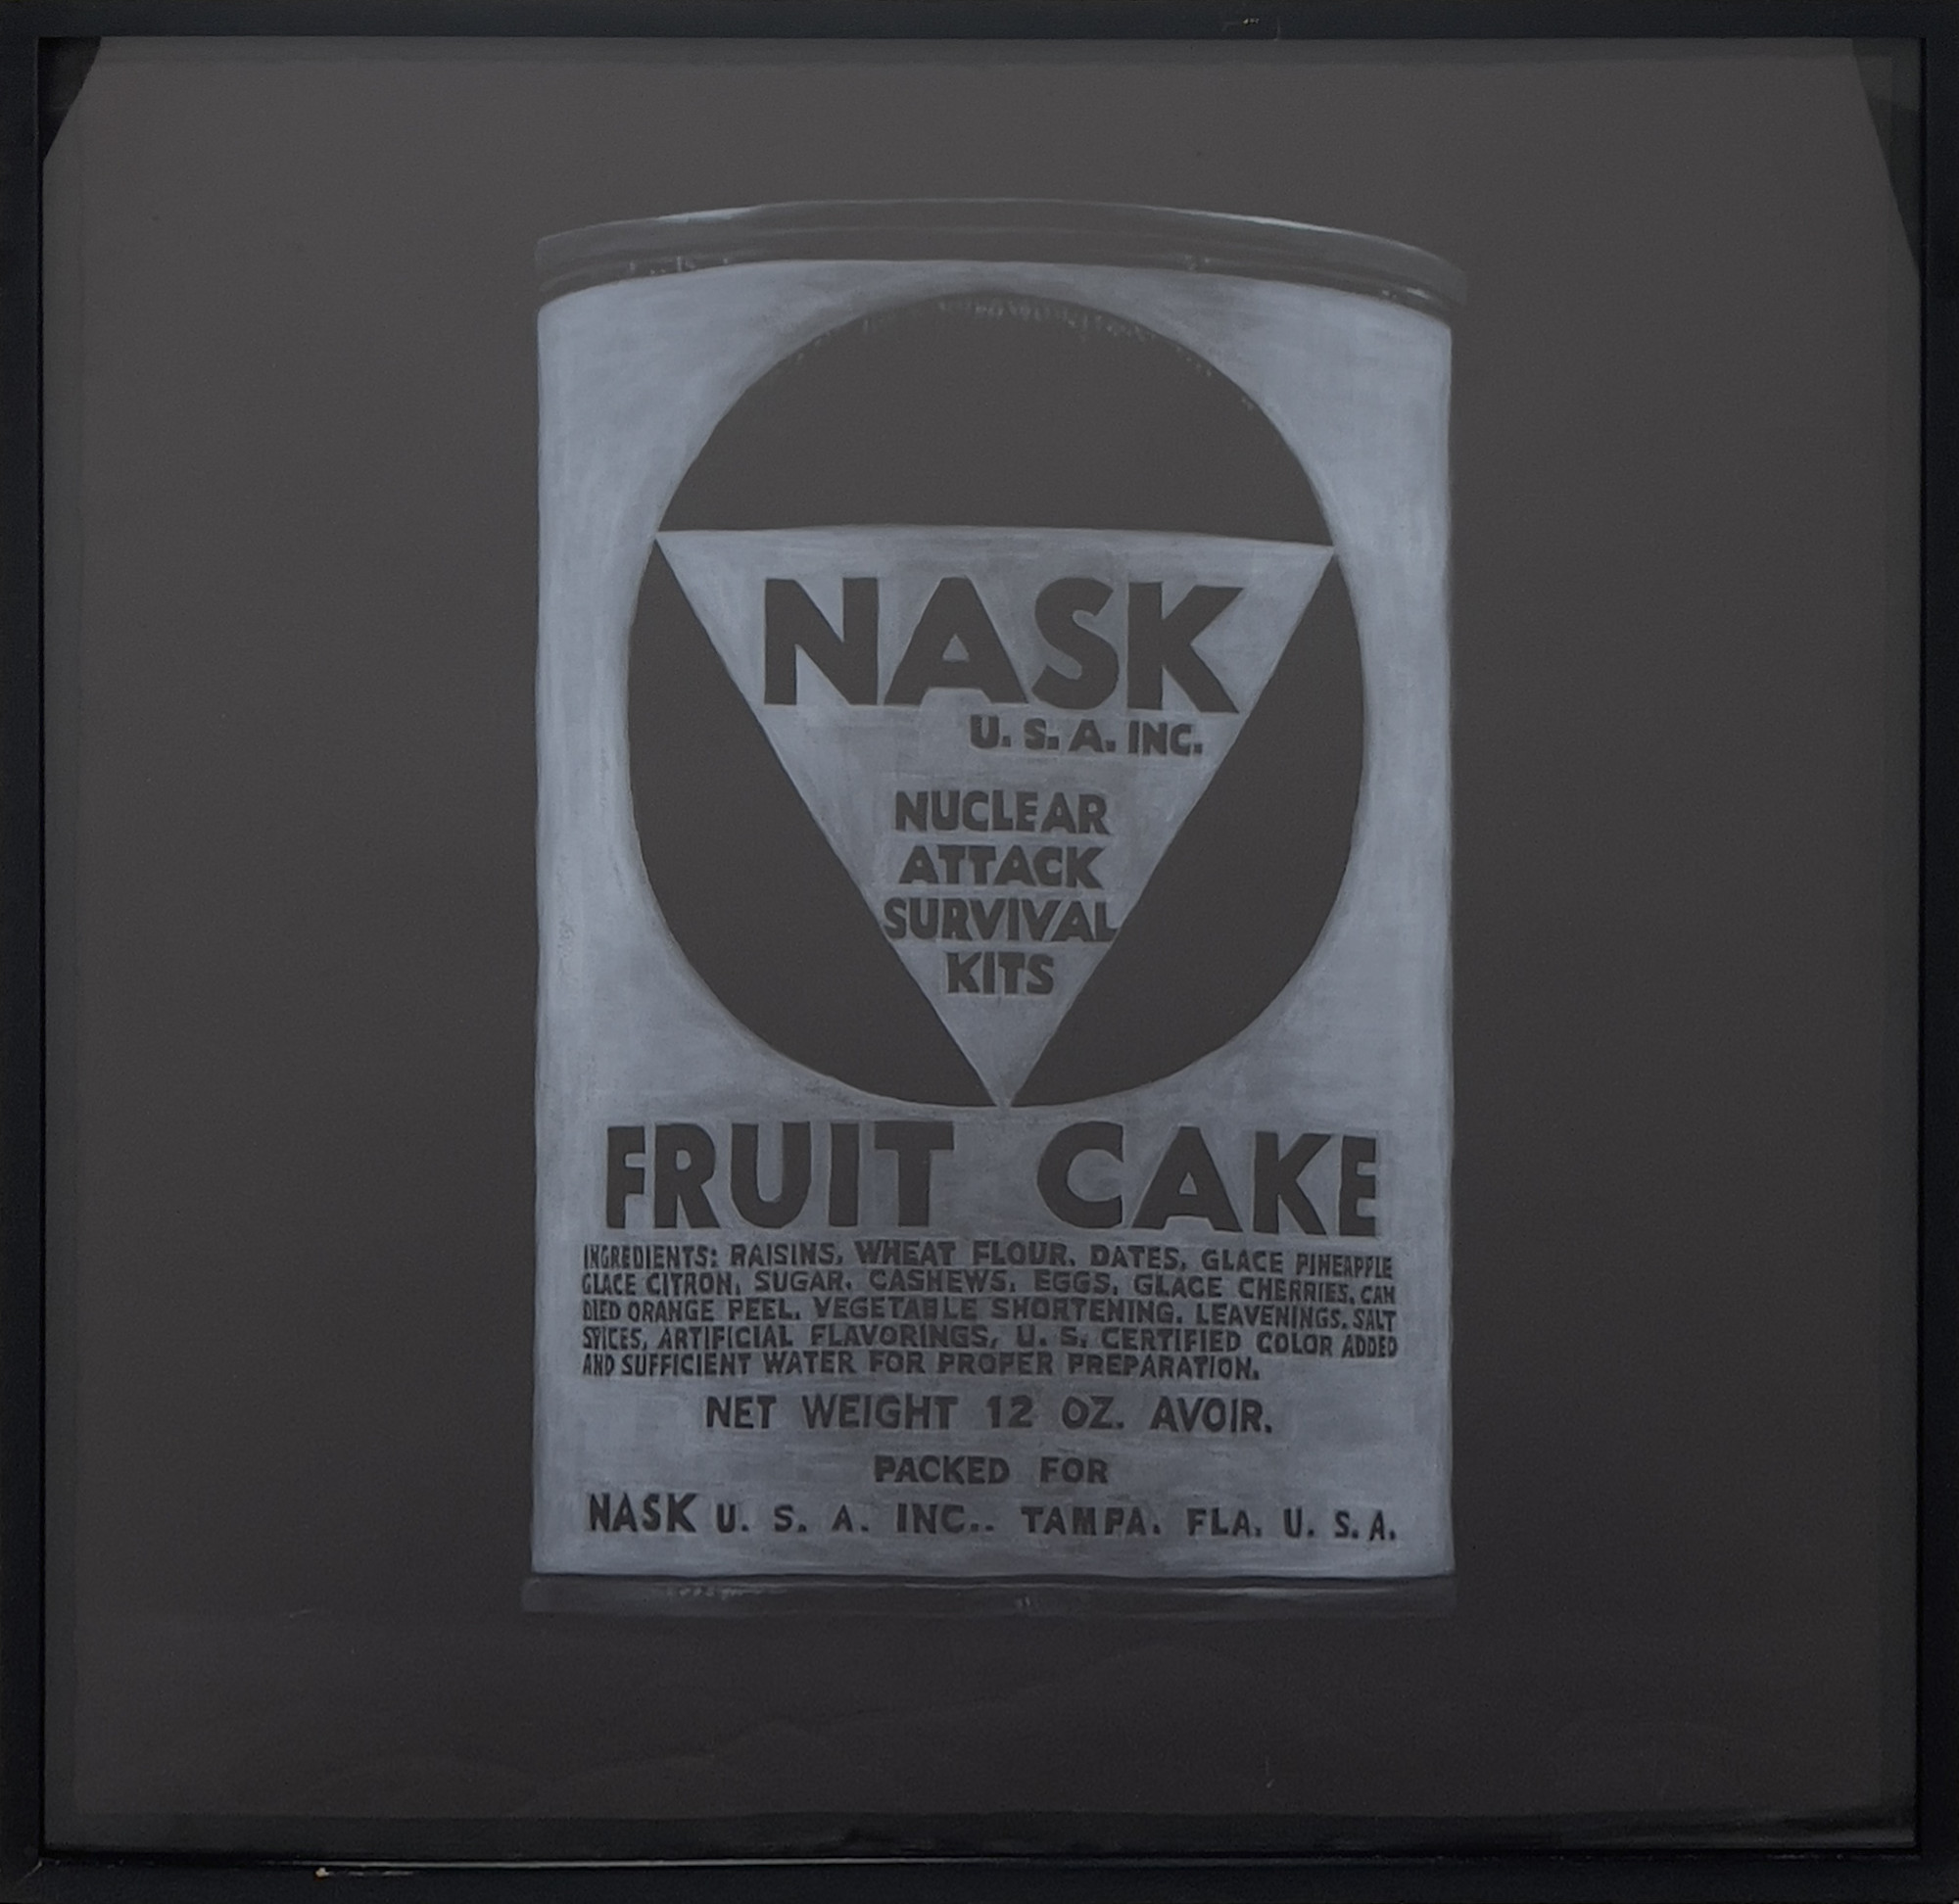 NASK
U. S. A. INC.
NUCLEAR
ATTACK
SURVIVAL
KITS
FRUIT CAKE
INGREDIENTS: RAISINS, WHEAT FLOUR, DATES, GLACE PINEAPPLE
GLACE CITRON, SUGAR, CASHEWS, EGGS, GLACE CHERRIES, CAN
DIED ORANGE PEEL, VEGETABLE SHORTENING, LEAVENINGS, SALT
SPICES, ARTIFICIAL FLAVORINGS, U. S. CERTIFIED COLOR ADDED
AND SUFFICIENT WATER FOR PROPER PREPARATION.
NET WEIGHT 12 OZ. AVOIR.
PACKED FOR
NASK U. S. A. INC.. TAMPA, FLA. U. S. A.